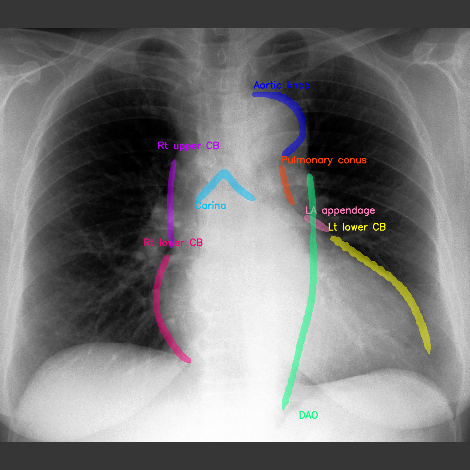 Aortic knob
Rt upper CB
Pulmonary conus
Carina
LA appendage
Lt lower CB
Rt lower CB
DAO